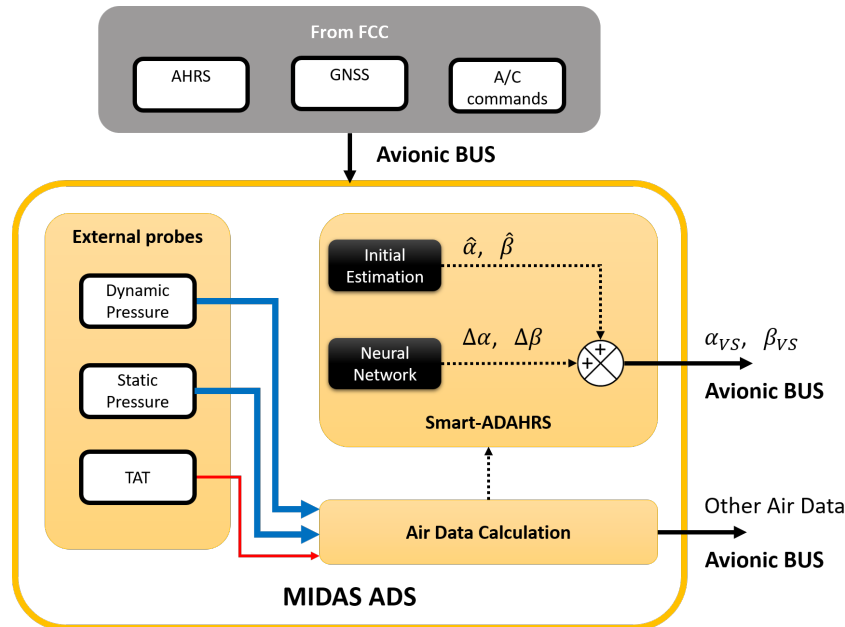 From FCC
AHRS
GNSS
A/C
commands
Avionic BUS
External probes
Dynamic
Pressure
Static
Pressure
TAT
Initial
Estimation
α̂, β̂
Neural
Network
Δα, Δβ
+
+
Smart-ADAHRS
α_VS, β_VS
Avionic BUS
Air Data Calculation
Other Air Data
Avionic BUS
MIDAS ADS